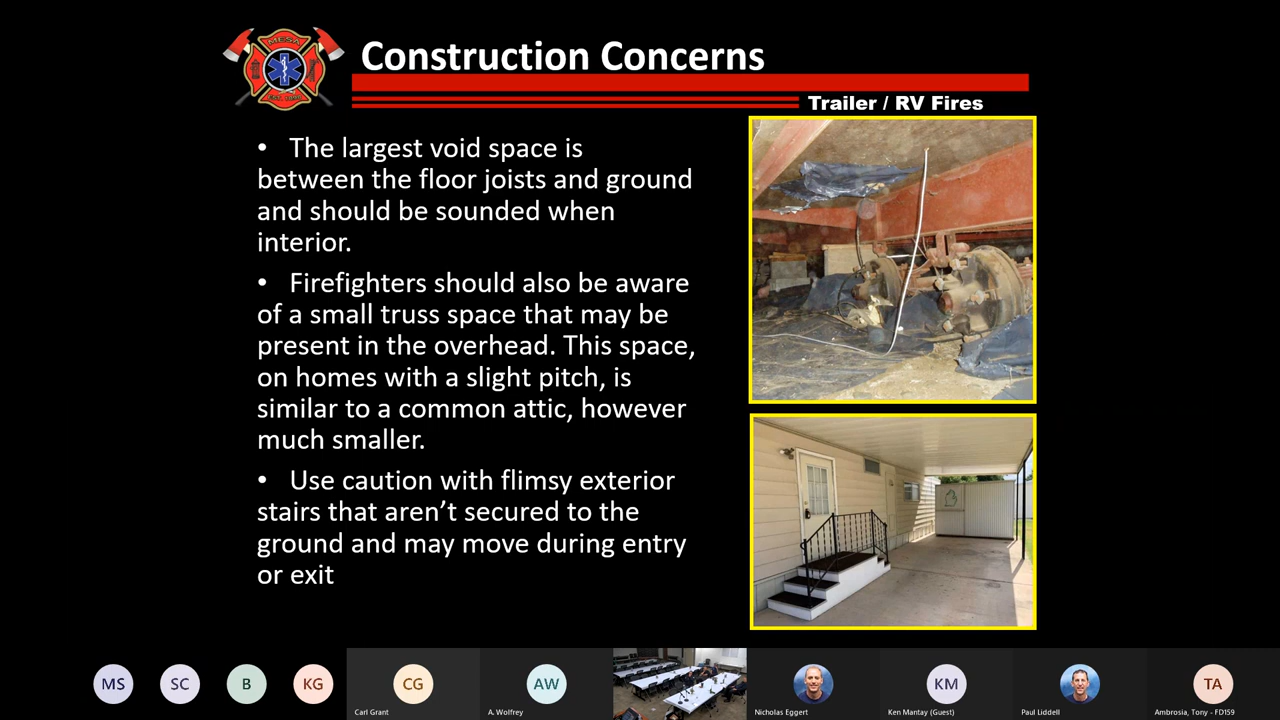 MESA
EST. 1898
Construction Concerns
Trailer / RV Fires
• The largest void space is
between the floor joists and ground
and should be sounded when
interior.
• Firefighters should also be aware
of a small truss space that may be
present in the overhead. This space,
on homes with a slight pitch, is
similar to a common attic, however
much smaller.
• Use caution with flimsy exterior
stairs that aren’t secured to the
ground and may move during entry
or exit
MS
SC
B
KG
CG
Carl Grant
AW
A. Wolfrey
Nicholas Eggert
KM
Ken Mantay (Guest)
Paul Liddell
TA
Ambrosia, Tony - FD159